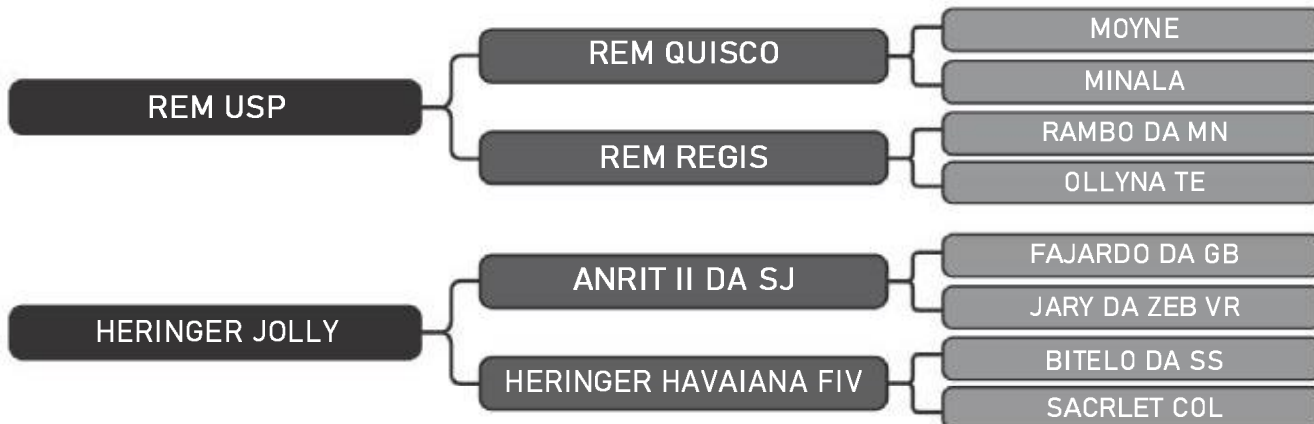 REM USP
REM QUISCO
MOYNE
MINALA
REM REGIS
RAMBO DA MN
OLLYNA TE
HERINGER JOLLY
ANRIT II DA SJ
FAJARDO DA GB
JARY DA ZEB VR
HERINGER HAVAIANA FIV
BITELO DA SS
SACRLET COL